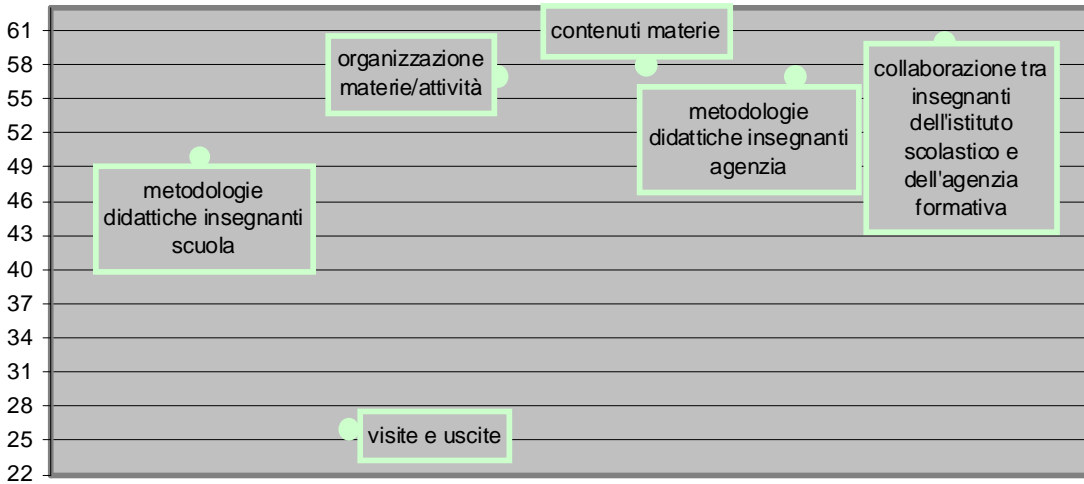 61
58
55
52
49
46
43
40
37
34
31
28
25
22
metodologie
didattiche insegnanti
scuola
visite e uscite
organizzazione
materie/attività
contenuti materie
metodologie
didattiche insegnanti
agenzia
collaborazione tra
insegnanti
dell'istituto
scolastico e
dell'agenzia
formativa